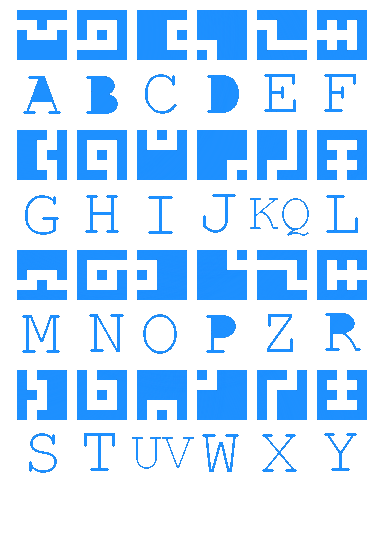 A B C D E F
G H I J KQ L
M N O P Z R
S T UV W X Y